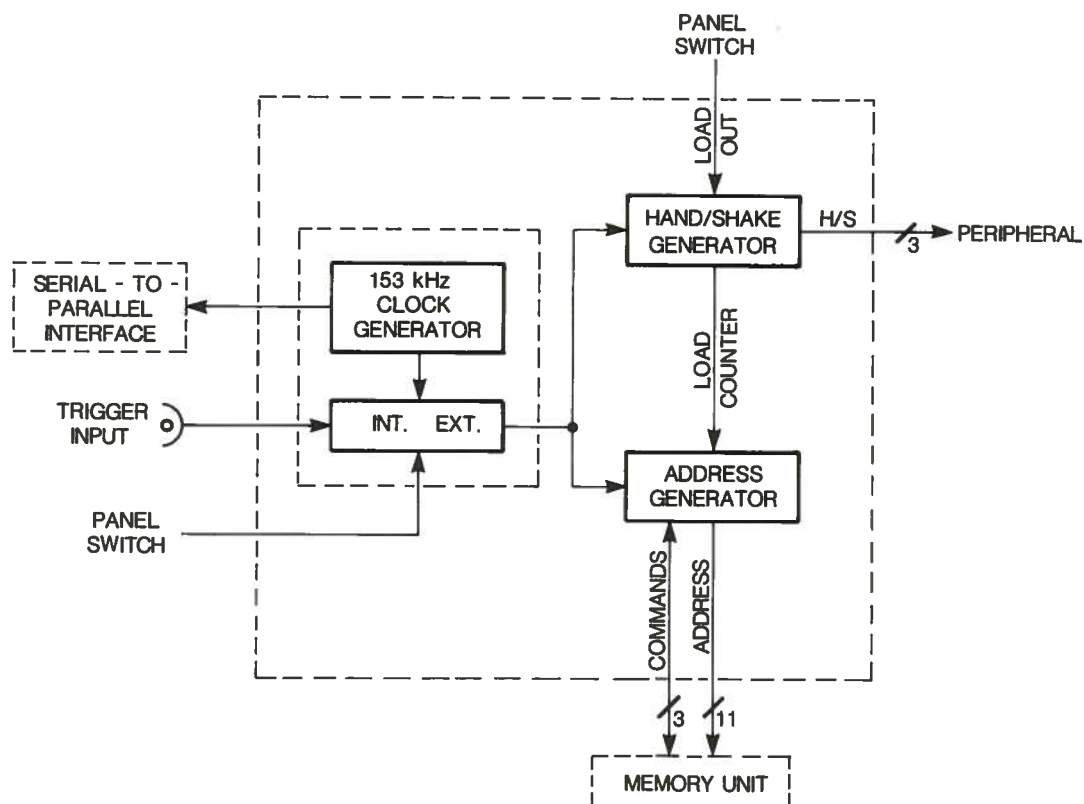 PANEL
SWITCH
LOAD
OUT
HAND/SHAKE
GENERATOR
H/S
3
PERIPHERAL
153 kHz
CLOCK
GENERATOR
SERIAL - TO -
PARALLEL
INTERFACE
LOAD
COUNTER
TRIGGER
INPUT
INT. EXT.
ADDRESS
GENERATOR
PANEL
SWITCH
COMMANDS
ADDRESS
3
11
MEMORY UNIT